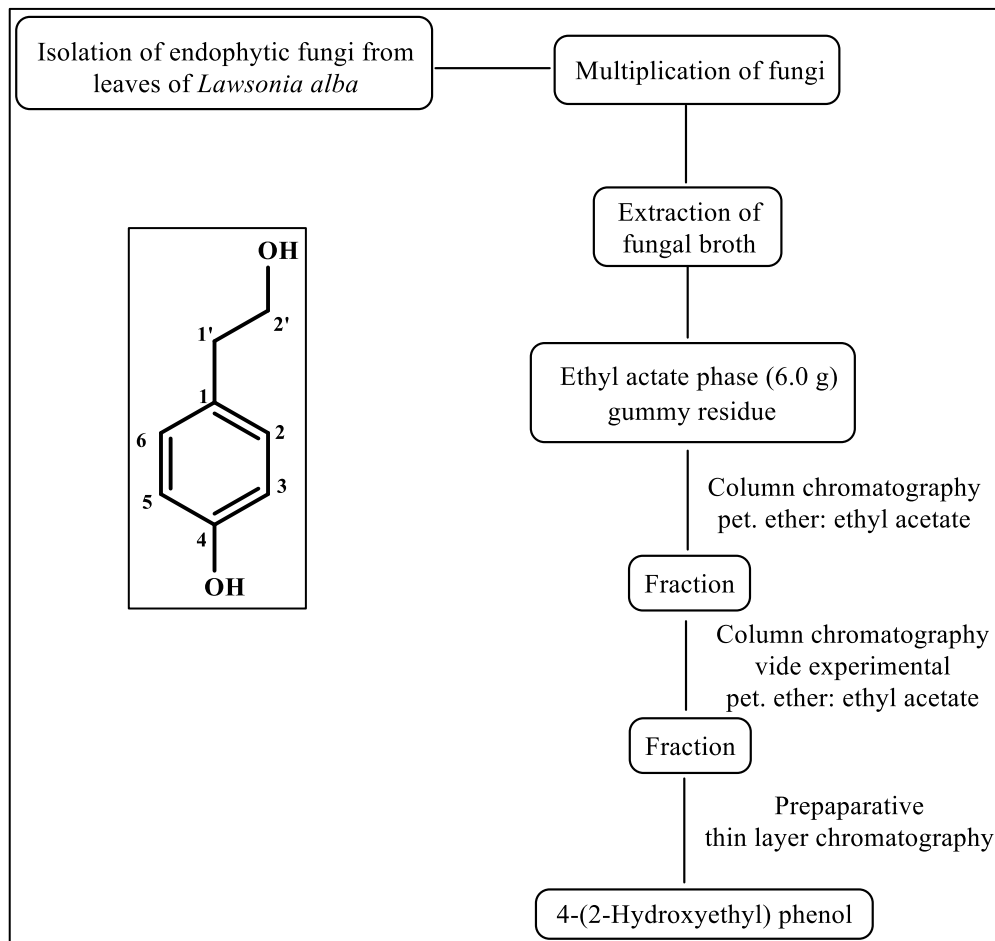 Isolation of endophytic fungi from
leaves of Lawsonia alba
Multiplication of fungi
Extraction of
fungal broth
Ethyl actate phase (6.0 g)
gummy residue
Column chromatography
pet. ether: ethyl acetate
Fraction
Column chromatography
vide experimental
pet. ether: ethyl acetate
Fraction
Prepaparative
thin layer chromatography
4-(2-Hydroxyethyl) phenol
OH
2'
1'
1
6
2
5
3
4
OH